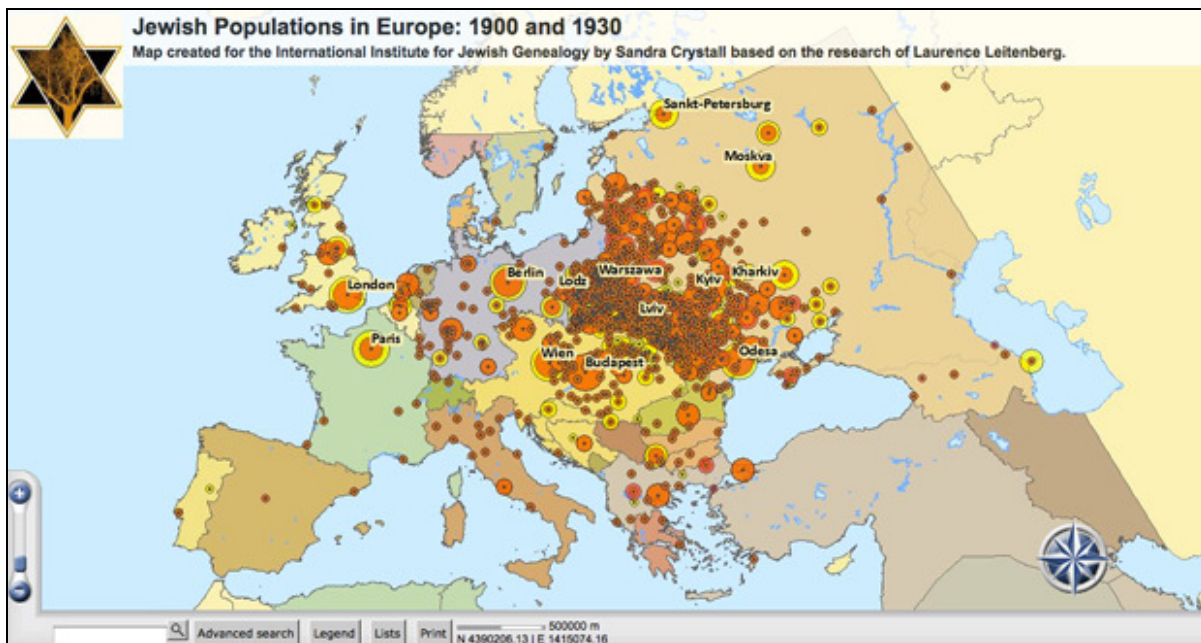 Jewish Populations in Europe: 1900 and 1930
Map created for the International Institute for Jewish Genealogy by Sandra Crystall based on the research of Laurence Leitenberg.
Sankt-Petersburg
Moskva
Berlin
Lodz
Warszawa
Kyiv
Kharkiv
London
Lviv
Paris
Wien
Budapest
Odesa
Advanced search
Legend
Lists
Print
500000 m
N 4390206.13 | E 1415074.16